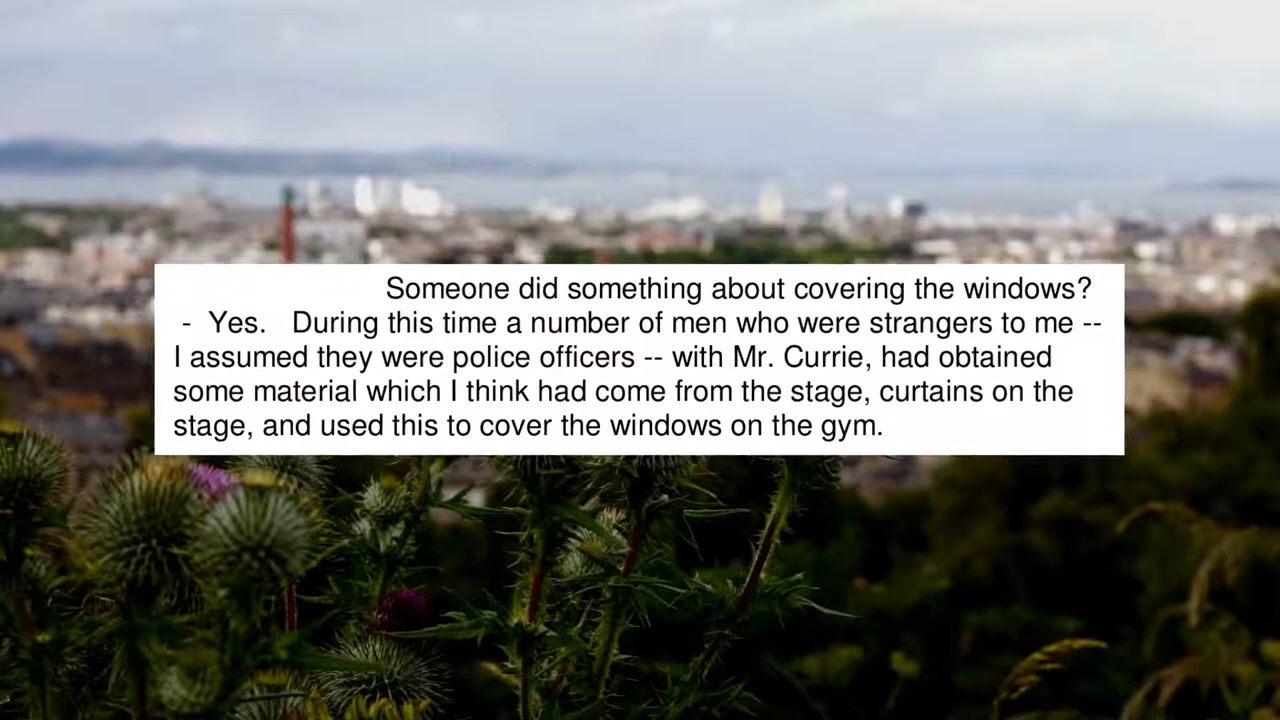 Someone did something about covering the windows?
- Yes. During this time a number of men who were strangers to me --
I assumed they were police officers -- with Mr. Currie, had obtained
some material which I think had come from the stage, curtains on the
stage, and used this to cover the windows on the gym.